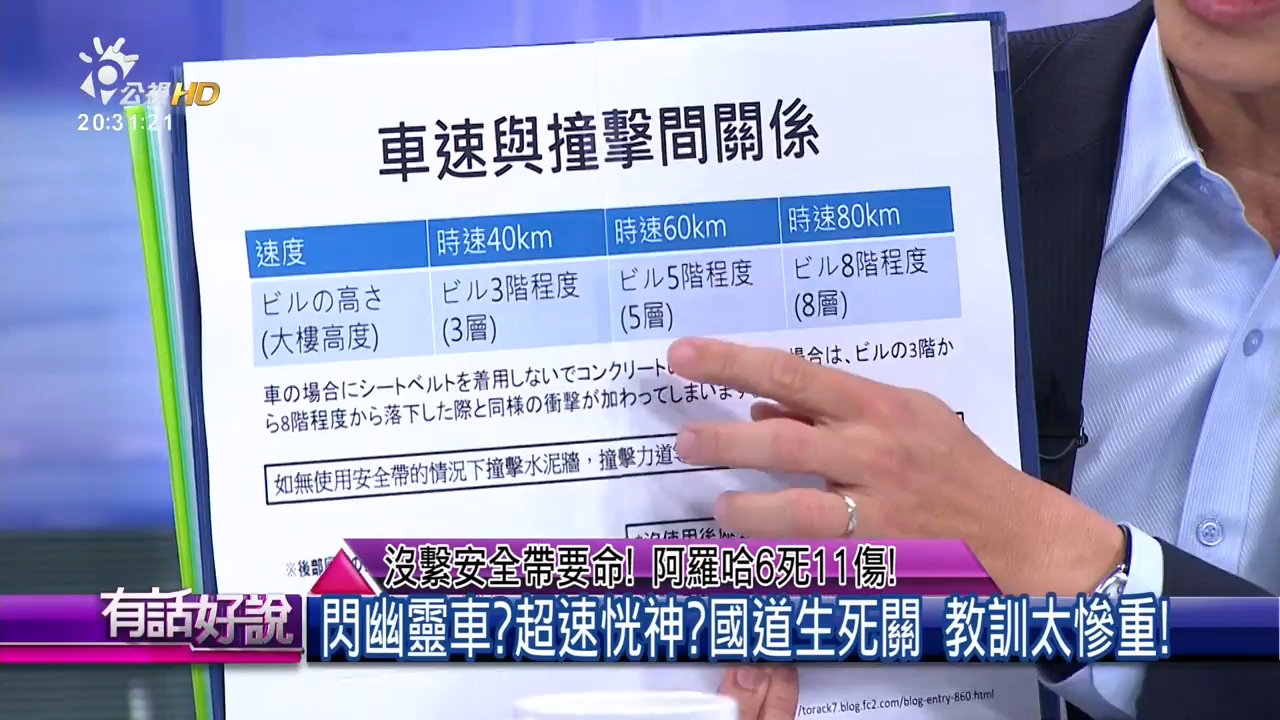 公視HD
20:31:21
車速與撞擊間關係
速度 時速40km 時速60km 時速80km
ビルの高さ ビル3階程度 ビル5階程度 ビル8階程度
(大樓高度) (3層) (5層) (8層)
車の場合にシートベルトを着用しないでコンクリート 場合は、ビルの3階か
ら8階程度から落下した際と同様の衝撃が加わってしまいます
如無使用安全帶的情況下撞擊水泥牆，撞擊力道
沒使用後
※後部
沒繫安全帶要命! 阿羅哈6死11傷!
有話好說
閃幽靈車?超速恍神?國道生死關 教訓太慘重!
/torack7.blog.fc2.com/blog-entry-860.html